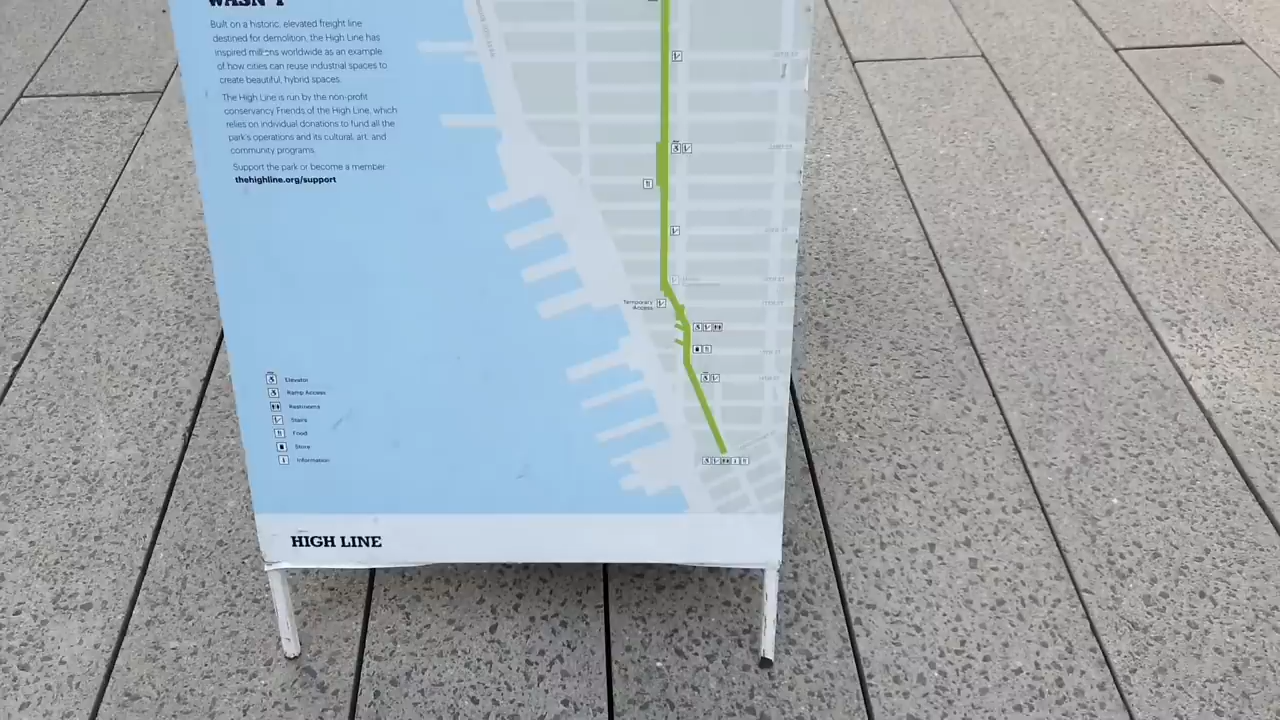 WASN'T
Built on a historic, elevated freight line
destined for demolition, the High Line has
inspired millions worldwide as an example
of how cities can reuse industrial spaces to
create beautiful, hybrid spaces.
The High Line is run by the non-profit
conservancy Friends of the High Line, which
relies on individual donations to fund all the
park's operations and its cultural, art, and
community programs.
Support the park or become a member
thehighline.org/support
Temporary
Access
Elevator
Ramp Access
Restrooms
Stairs
Food
Store
Information
14TH ST
HIGH LINE